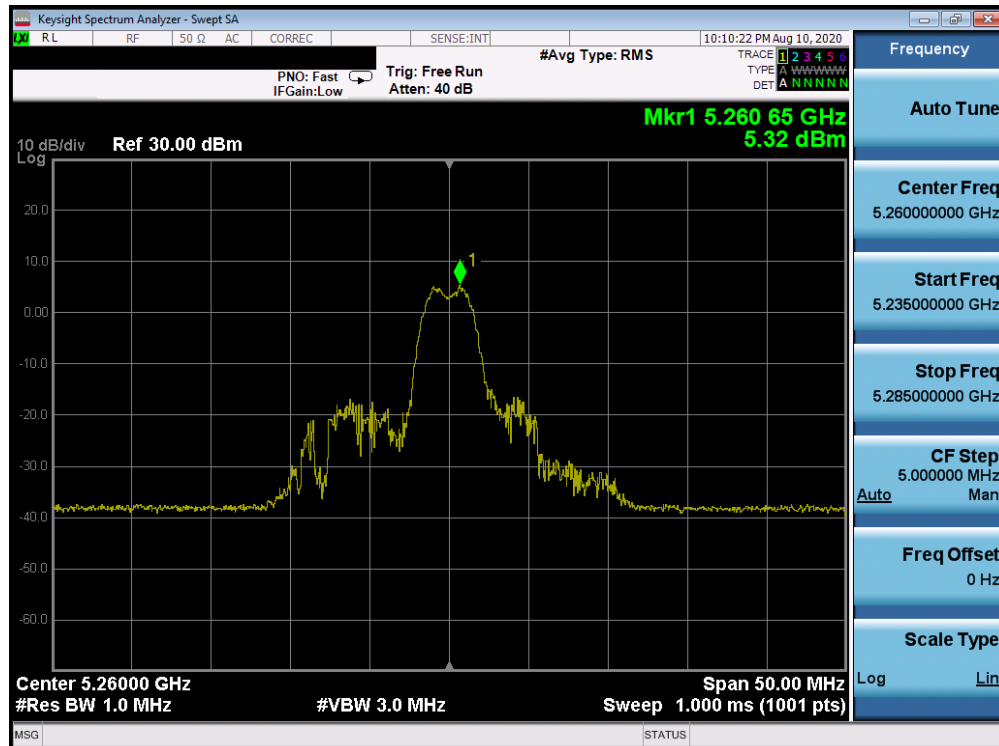 Keysight Spectrum Analyzer - Swept SA
LXI RL RF 50 Ω AC CORREC SENSE:INT 10:10:22 PM Aug 10, 2020
#Avg Type: RMS TRACE 1 2 3 4 5 6
PNO: Fast Trig: Free Run TYPE A WWWWW
IFGain:Low Atten: 40 dB DET A N N N N N
Mkr1 5.260 65 GHz
5.32 dBm
10 dB/div Ref 30.00 dBm
Log
20.0
10.0
1
0.00
-10.0
-20.0
-30.0
-40.0
-50.0
-60.0
Center 5.26000 GHz Span 50.00 MHz
#Res BW 1.0 MHz #VBW 3.0 MHz Sweep 1.000 ms (1001 pts)
MSG STATUS
Frequency
Auto Tune
Center Freq
5.260000000 GHz
Start Freq
5.235000000 GHz
Stop Freq
5.285000000 GHz
CF Step
5.000000 MHz
Auto Man
Freq Offset
0 Hz
Scale Type
Log Lin